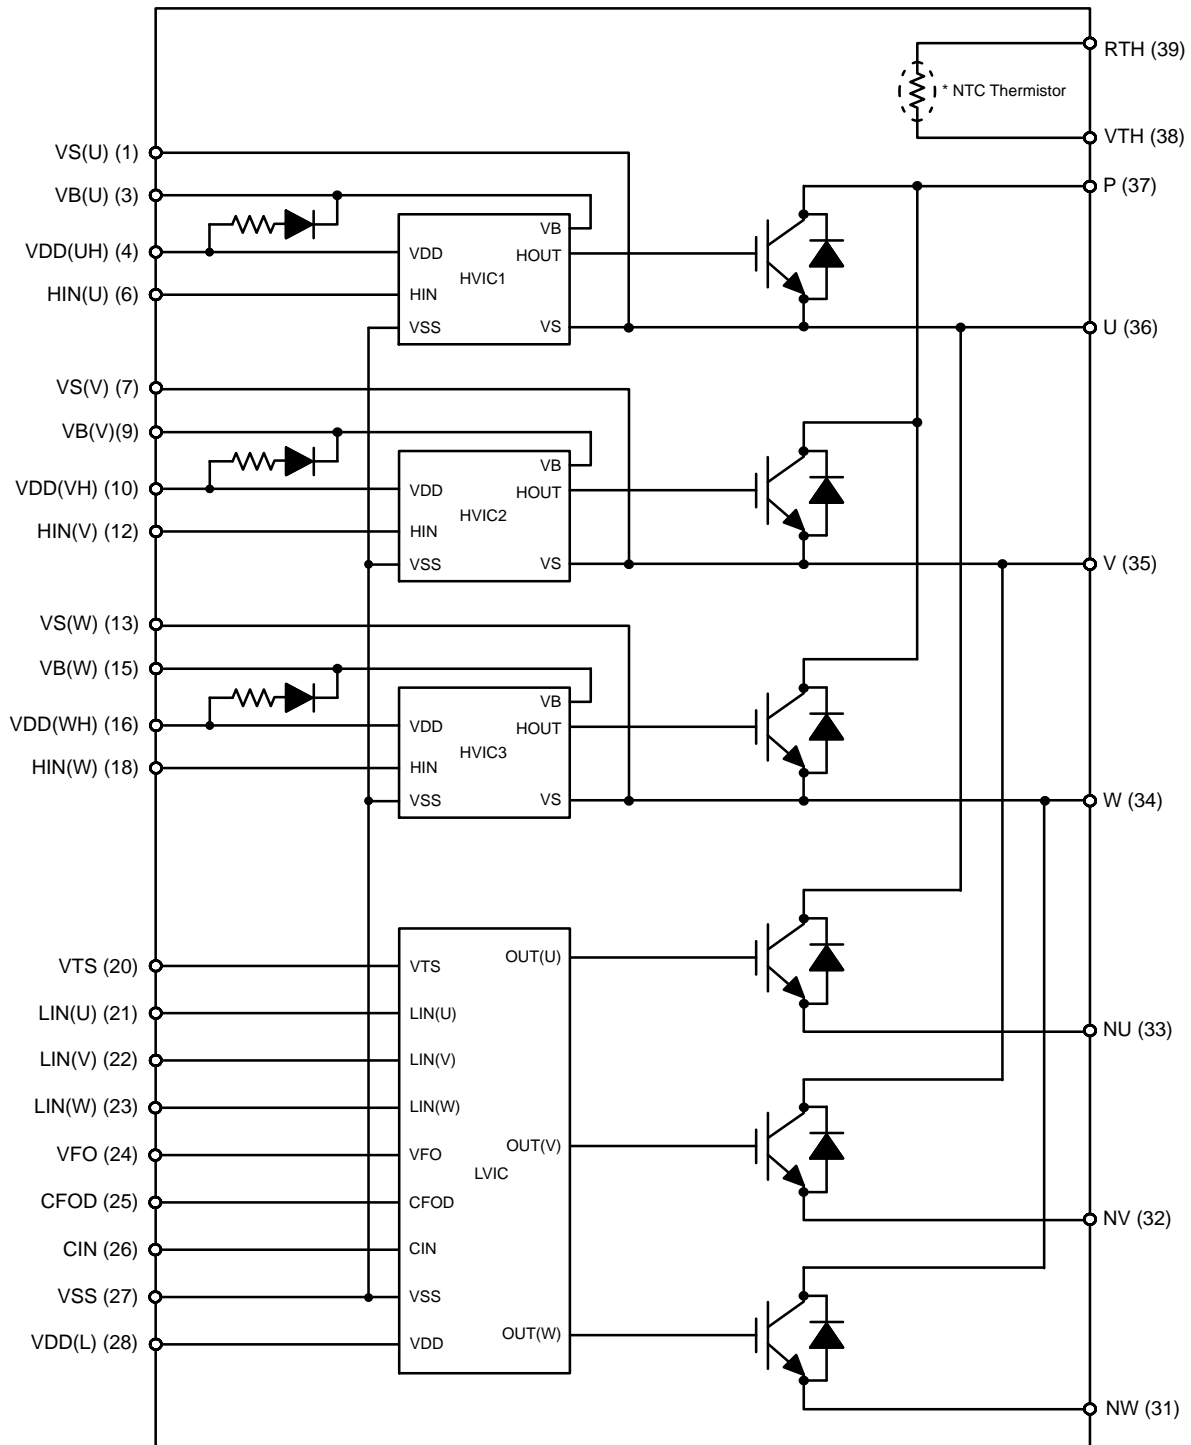 RTH (39)
* NTC Thermistor
VTH (38)
VS(U) (1)
P (37)
VB(U) (3)
VB
VDD(UH) (4)
VDD
HOUT
HVIC1
HIN(U) (6)
HIN
VSS
VS
U (36)
VS(V) (7)
VB(V)(9)
VB
VDD(VH) (10)
VDD
HOUT
HVIC2
HIN(V) (12)
HIN
VSS
VS
V (35)
VS(W) (13)
VB(W) (15)
VB
VDD(WH) (16)
VDD
HOUT
HVIC3
HIN(W) (18)
HIN
VSS
VS
W (34)
OUT(U)
VTS (20)
VTS
LIN(U) (21)
LIN(U)
NU (33)
LIN(V) (22)
LIN(V)
LIN(W) (23)
LIN(W)
OUT(V)
VFO (24)
VFO
LVIC
CFOD (25)
CFOD
NV (32)
CIN (26)
CIN
VSS (27)
VSS
OUT(W)
VDD(L) (28)
VDD
NW (31)